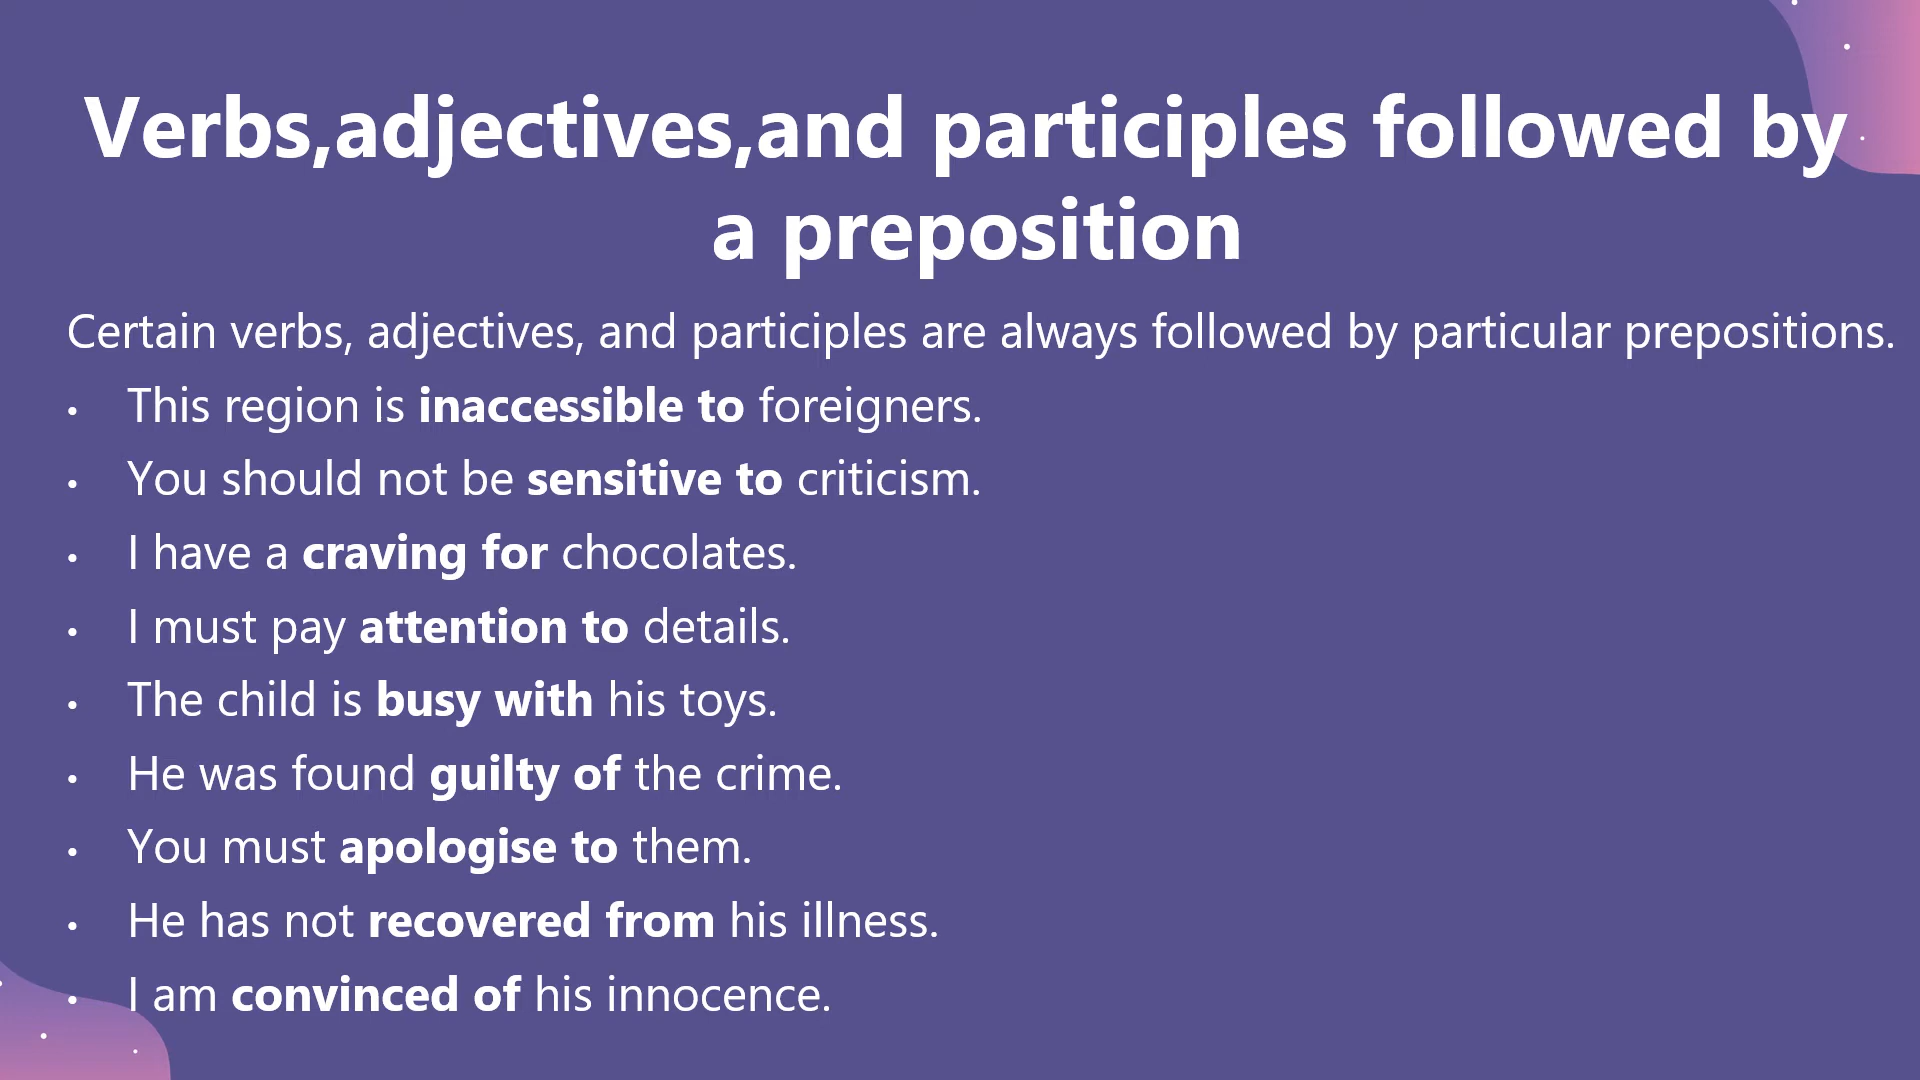 Verbs,adjectives,and participles followed by
a preposition
Certain verbs, adjectives, and participles are always followed by particular prepositions.
• This region is inaccessible to foreigners.
• You should not be sensitive to criticism.
• I have a craving for chocolates.
• I must pay attention to details.
• The child is busy with his toys.
• He was found guilty of the crime.
• You must apologise to them.
• He has not recovered from his illness.
• I am convinced of his innocence.